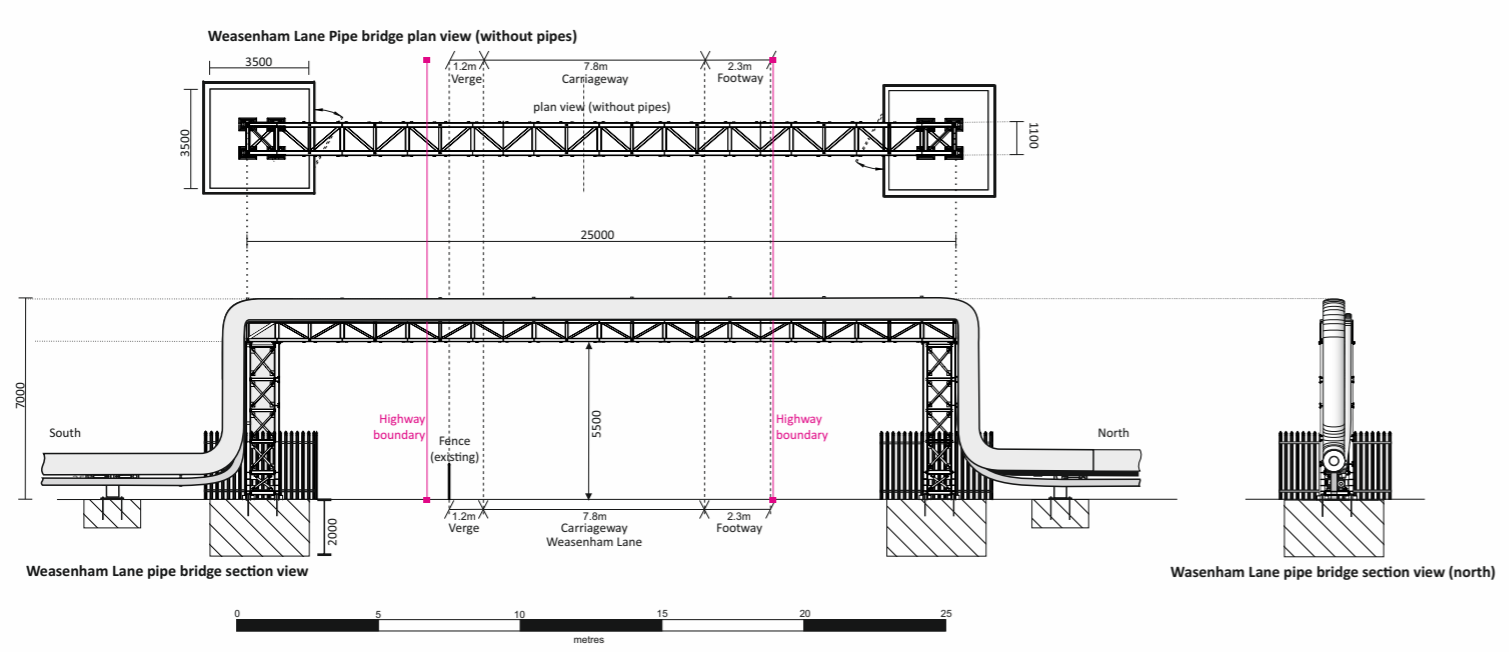 Weasenham Lane Pipe bridge plan view (without pipes)
3500
1.2m
Verge
7.8m
Carriageway
2.3m
Footway
plan view (without pipes)
3500
1100
25000
7000
South
Highway
boundary
Fence
(existing)
5500
Highway
boundary
North
2000
1.2m
Verge
7.8m
Carriageway
Weasenham Lane
2.3m
Footway
Weasenham Lane pipe bridge section view
Wasenham Lane pipe bridge section view (north)
0 5 10 15 20 25
metres